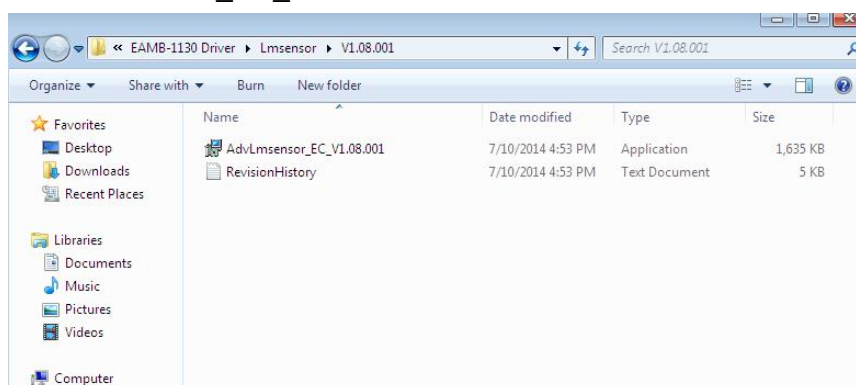 « EAMB-1130 Driver ▸ Lmsensor ▸ V1.08.001 Search V1.08.001
Organize Share with Burn New folder
Favorites
Desktop
Downloads
Recent Places
Libraries
Documents
Music
Pictures
Videos
Computer
Name Date modified Type Size
AdvLmsensor_EC_V1.08.001 7/10/2014 4:53 PM Application 1,635 KB
RevisionHistory 7/10/2014 4:53 PM Text Document 5 KB